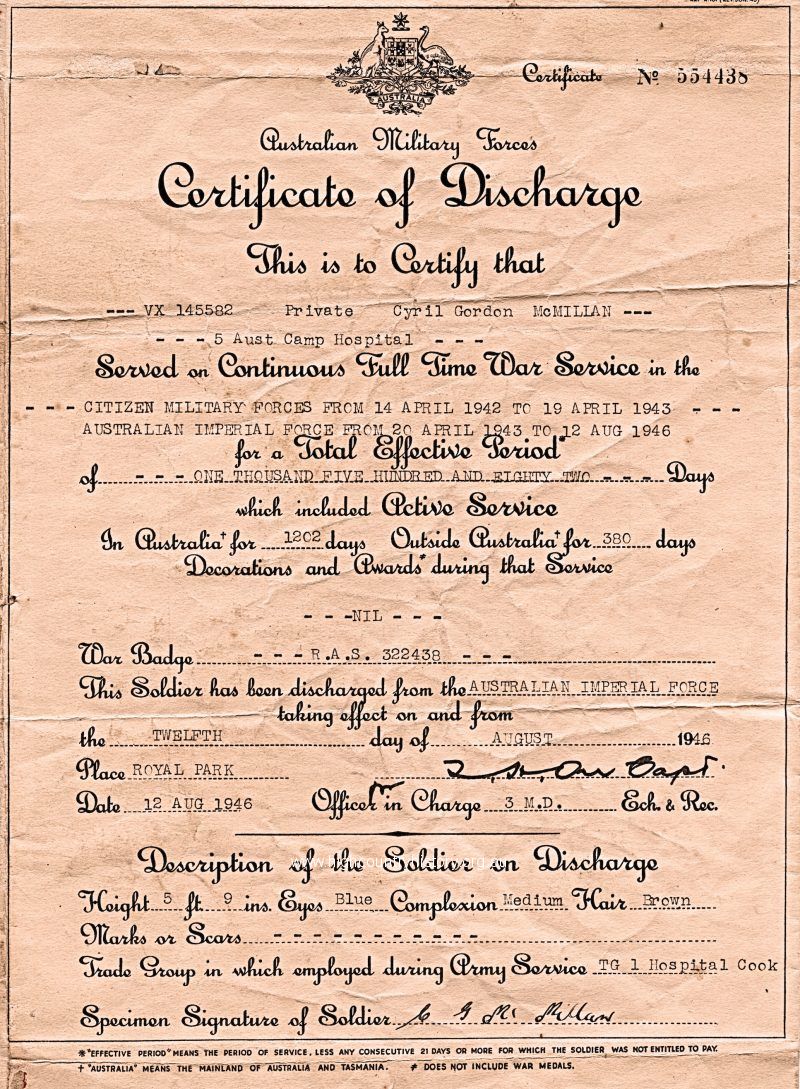 AUSTRALIA
Certificate No 554438
Australian Military Forces
Certificate of Discharge
This is to Certify that
--- VX 145582 Private Cyril Gordon McMILLAN ---
- - - 5 Aust Camp Hospital - - -
Served on Continuous Full Time War Service in the
- - - CITIZEN MILITARY FORCES FROM 14 APRIL 1942 TO 19 APRIL 1943 - - -
AUSTRALIAN IMPERIAL FORCE FROM 20 APRIL 1943 TO 12 AUG 1946
for a Total Effective Period*
of - - - ONE THOUSAND FIVE HUNDRED AND EIGHTY TWO - - - Days
which included Active Service
In Australia† for 1202 days Outside Australia† for 380 days
Decorations and Awards≠ during that Service
- - -NIL - - -
War Badge - - - R.A.S. 322438 - - -
This Soldier has been discharged from the AUSTRALIAN IMPERIAL FORCE
taking effect on and from
the TWELFTH day of AUGUST 1946
Place ROYAL PARK Capt.
Date 12 AUG 1946 Officer in Charge 3 M.D. Ech. & Rec.
www.highcountryhistory.org.au
Description of the Soldier on Discharge
Height 5 ft. 9 ins. Eyes Blue Complexion Medium Hair Brown
Marks or Scars - - - - - - - - - - -
Trade Group in which employed during Army Service TG 1 Hospital Cook
Specimen Signature of Soldier C G McMillan
* "EFFECTIVE PERIOD" MEANS THE PERIOD OF SERVICE, LESS ANY CONSECUTIVE 21 DAYS OR MORE FOR WHICH THE SOLDIER WAS NOT ENTITLED TO PAY.
† "AUSTRALIA" MEANS THE MAINLAND OF AUSTRALIA AND TASMANIA. ≠ DOES NOT INCLUDE WAR MEDALS.